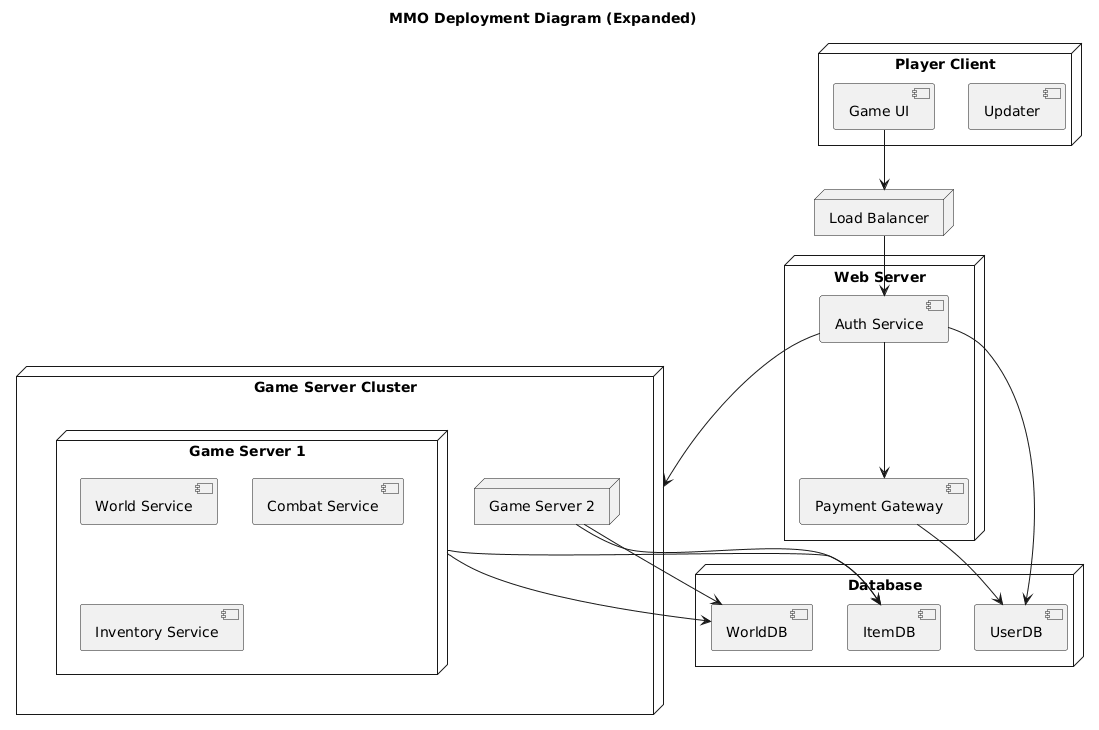 MMO Deployment Diagram (Expanded)
Player Client
Game UI
Updater
Load Balancer
Web Server
Auth Service
Game Server Cluster
Game Server 1
World Service
Combat Service
Game Server 2
Payment Gateway
Database
Inventory Service
WorldDB
ItemDB
UserDB